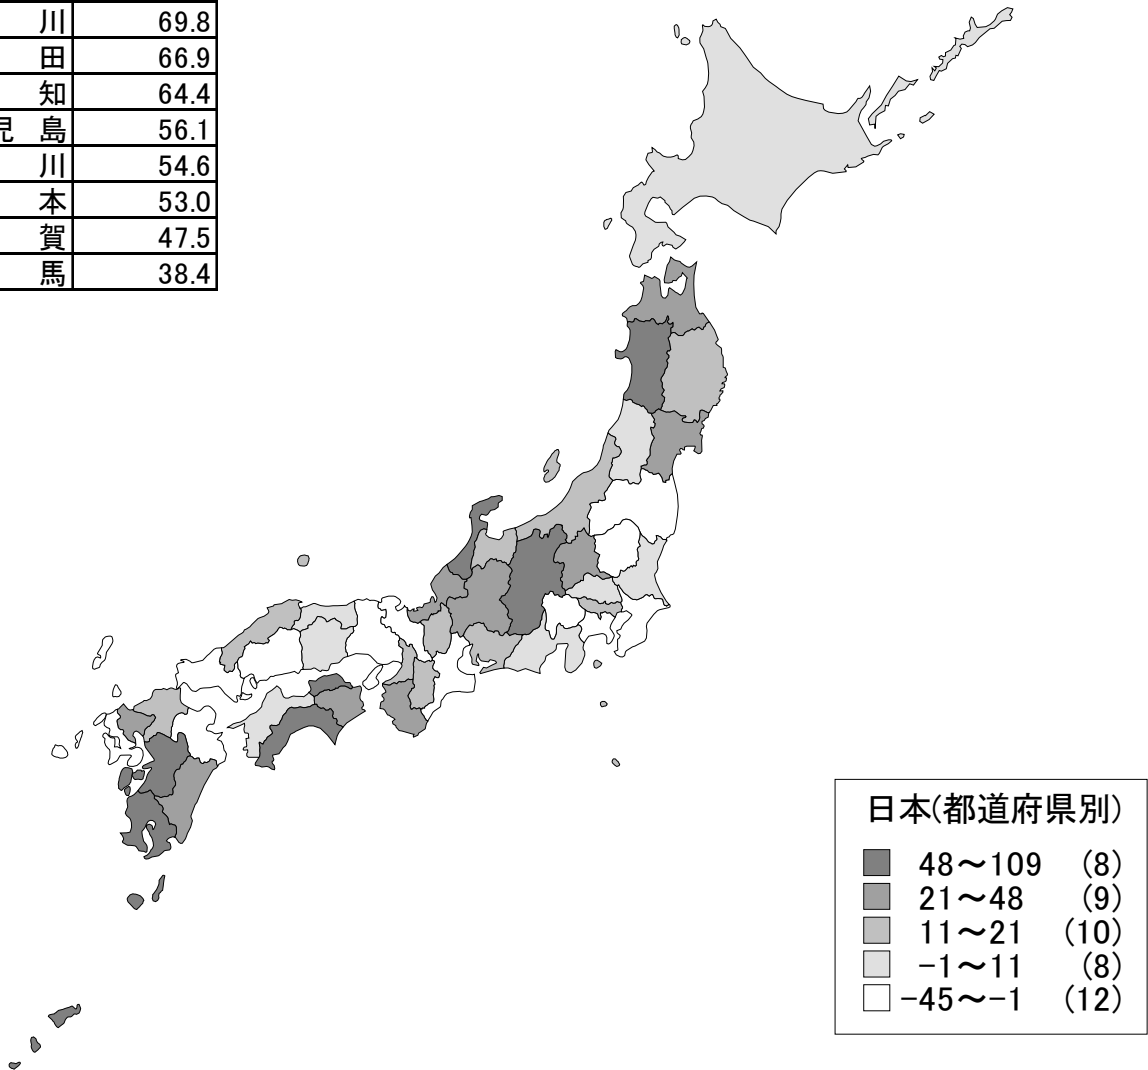 川 69.8
田 66.9
知 64.4
児 島 56.1
川 54.6
本 53.0
賀 47.5
馬 38.4
日本(都道府県別)
48～109 (8)
21～48 (9)
11～21 (10)
-1～11 (8)
-45～-1 (12)